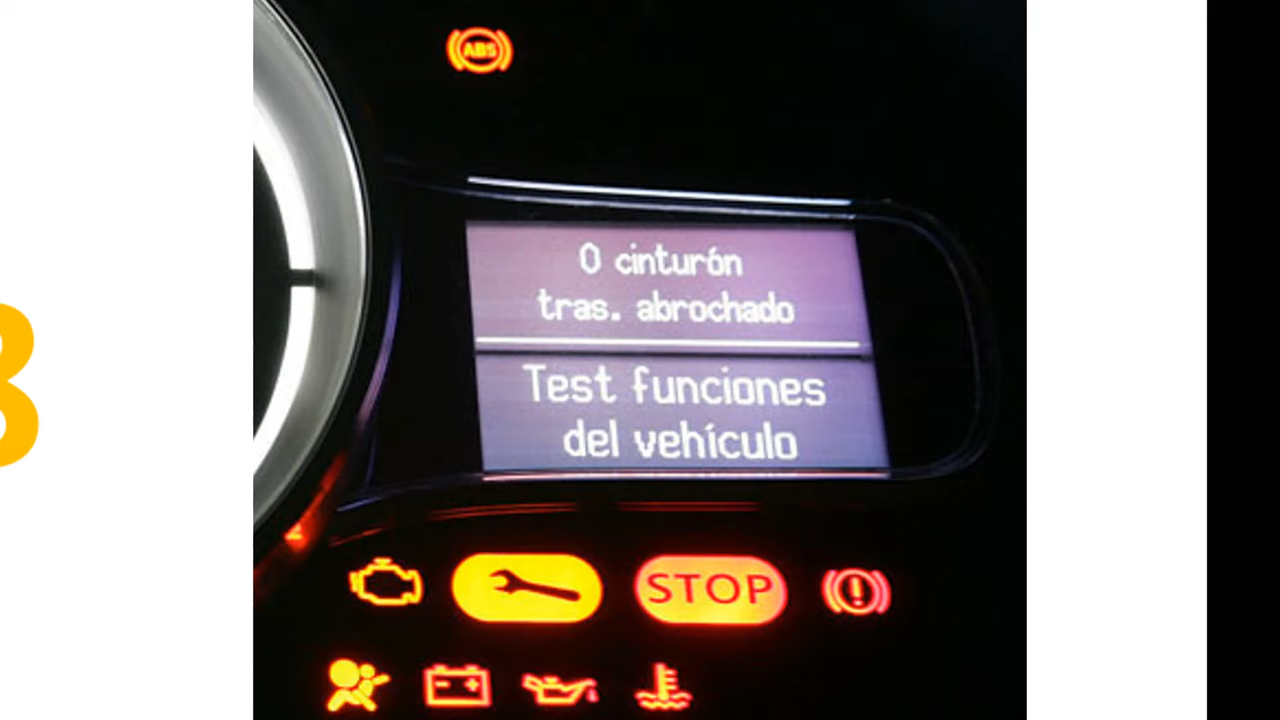 ABS
0 cinturón
tras. abrochado
Test funciones
del vehículo
STOP